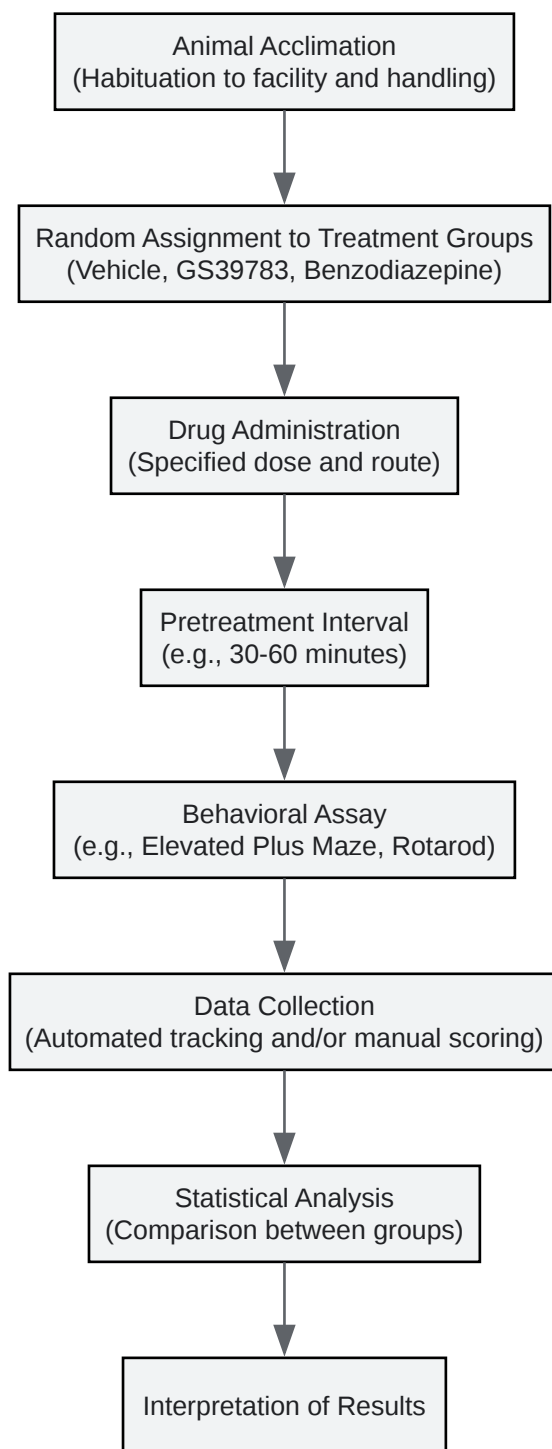 Animal Acclimation
(Habituation to facility and handling)
Random Assignment to Treatment Groups
(Vehicle, GS39783, Benzodiazepine)
Drug Administration
(Specified dose and route)
Pretreatment Interval
(e.g., 30-60 minutes)
Behavioral Assay
(e.g., Elevated Plus Maze, Rotarod)
Data Collection
(Automated tracking and/or manual scoring)
Statistical Analysis
(Comparison between groups)
Interpretation of Results